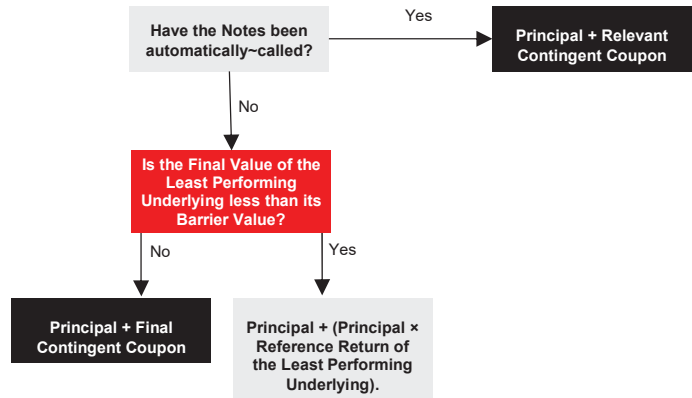 Have the Notes been
automatically~called?
Yes
Principal + Relevant
Contingent Coupon
No
Is the Final Value of the
Least Performing
Underlying less than its
Barrier Value?
No
Yes
Principal + Final
Contingent Coupon
Principal + (Principal ×
Reference Return of
the Least Performing
Underlying).